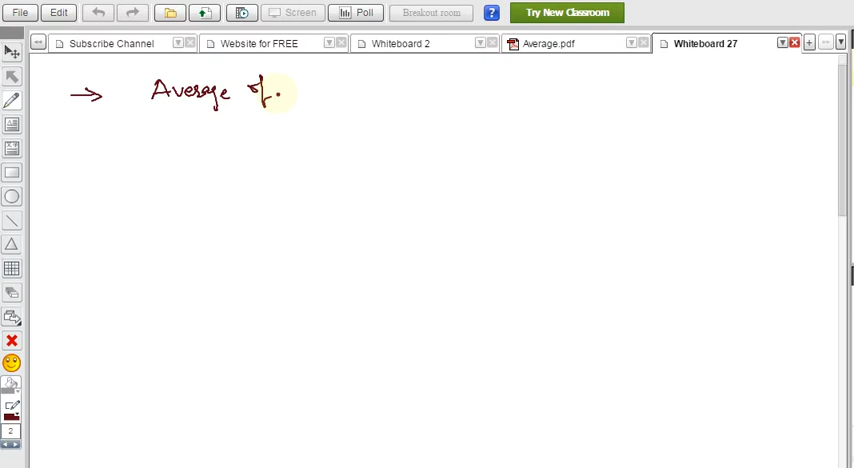 File Edit Screen Poll Breakout room ? Try New Classroom
Subscribe Channel Website for FREE Whiteboard 2 Average.pdf Whiteboard 27
→ Average of
2